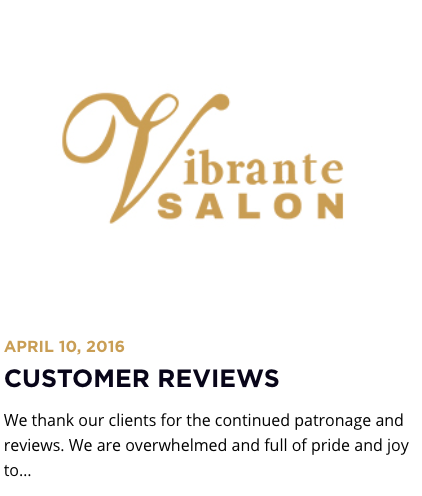 Vibrante
SALON
APRIL 10, 2016
CUSTOMER REVIEWS
We thank our clients for the continued patronage and
reviews. We are overwhelmed and full of pride and joy
to...